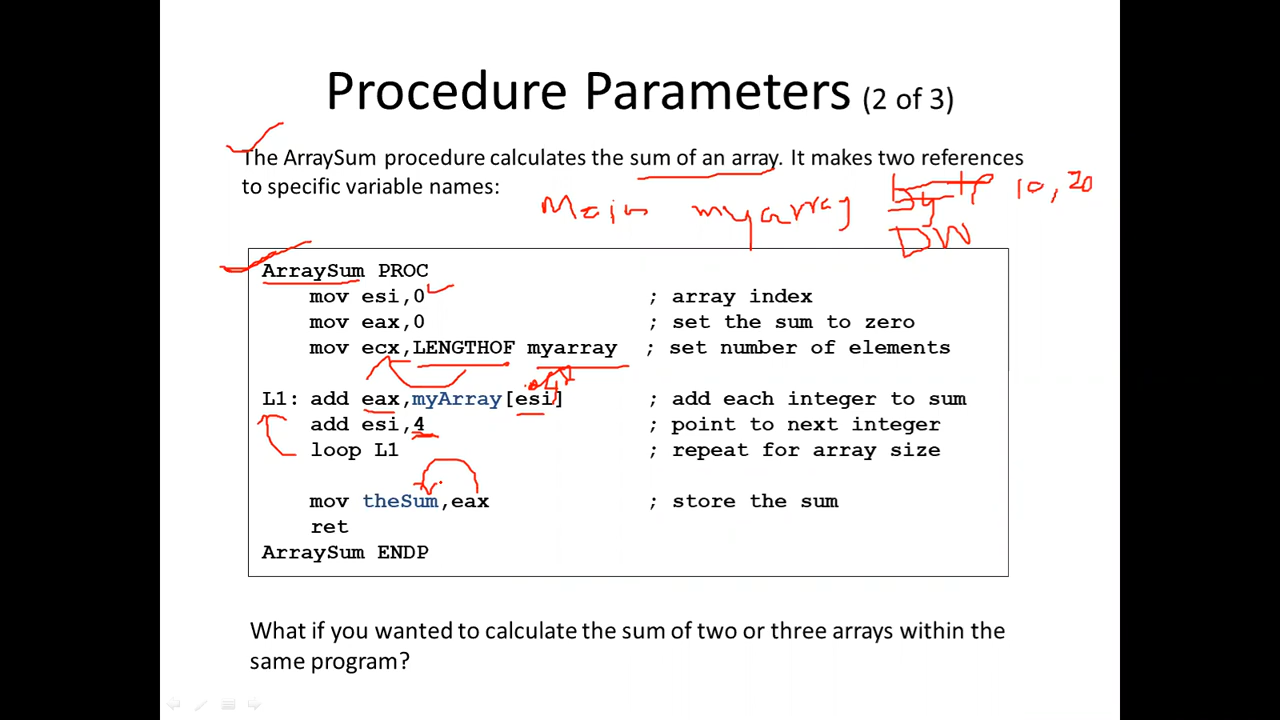 Procedure Parameters (2 of 3)
The ArraySum procedure calculates the sum of an array. It makes two references
to specific variable names:
Main myarray 10, 20
DW
ArraySum PROC
mov esi,0 ; array index
mov eax,0 ; set the sum to zero
mov ecx,LENGTHOF myarray ; set number of elements
4
L1: add eax,myArray[esi] ; add each integer to sum
add esi,4 ; point to next integer
loop L1 ; repeat for array size
mov theSum,eax ; store the sum
ret
ArraySum ENDP
What if you wanted to calculate the sum of two or three arrays within the
same program?